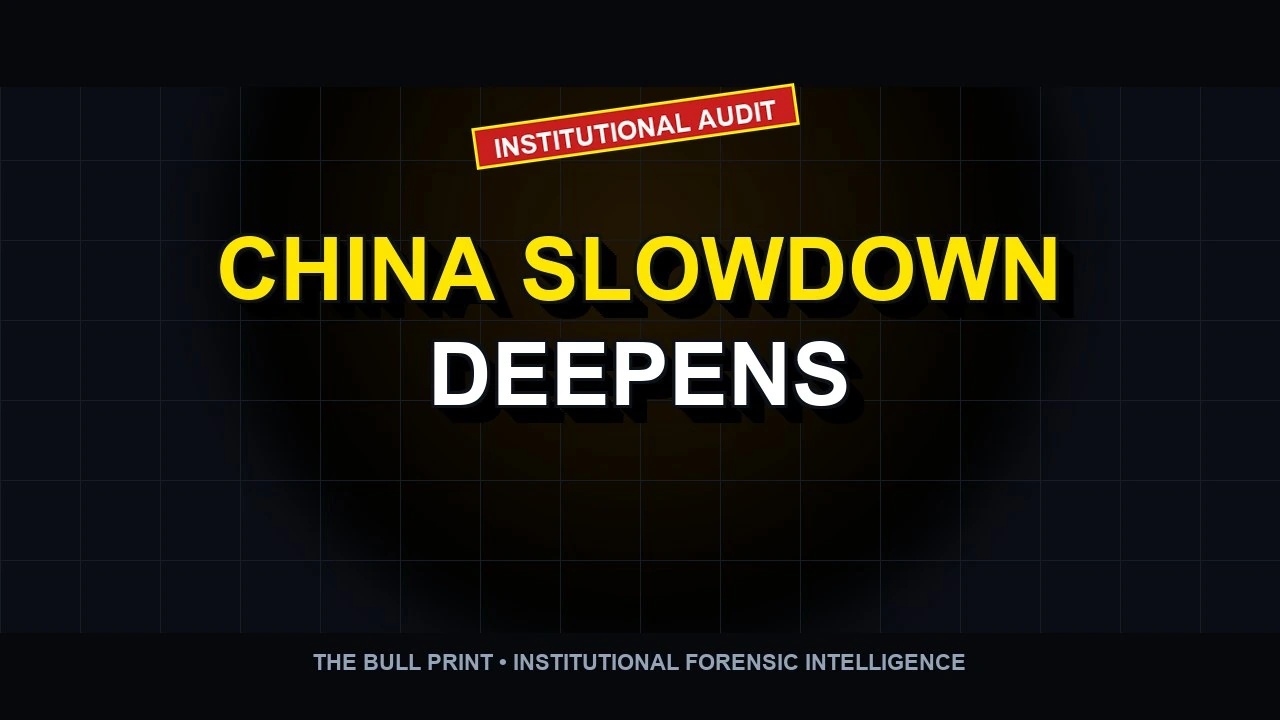 INSTITUTIONAL AUDIT
CHINA SLOWDOWN
DEEPENS
THE BULL PRINT • INSTITUTIONAL FORENSIC INTELLIGENCE